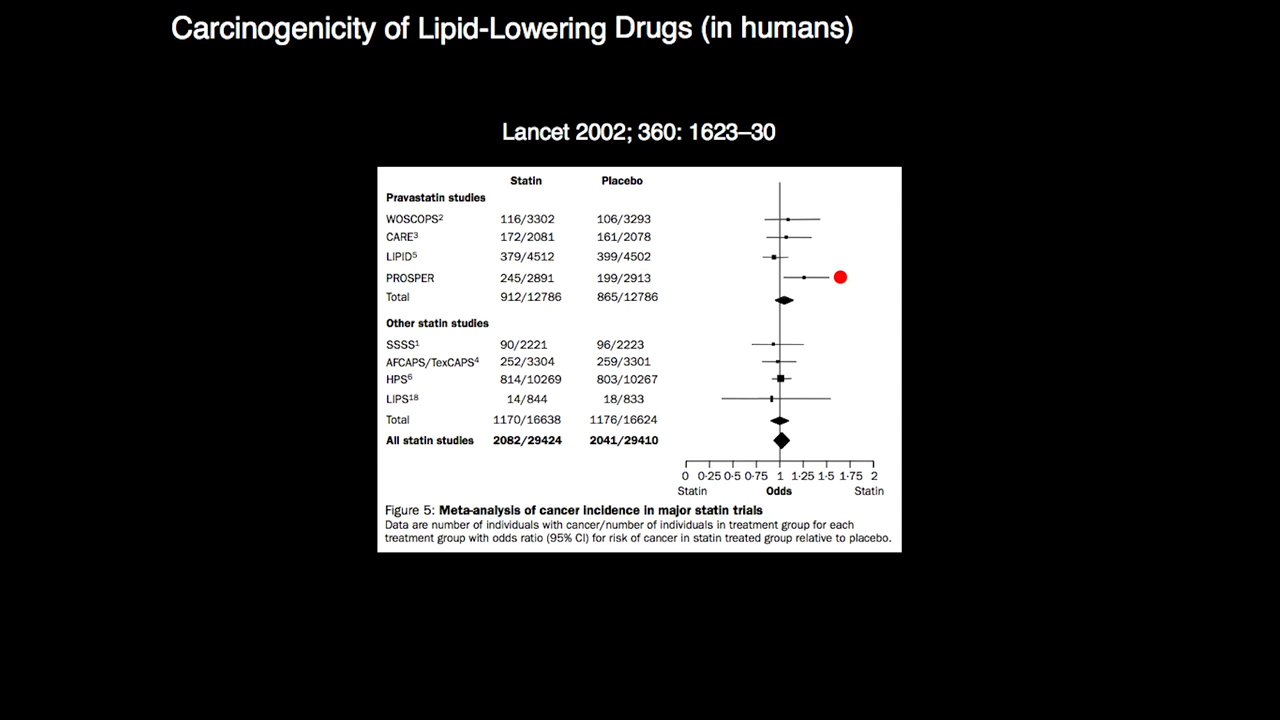 Carcinogenicity of Lipid-Lowering Drugs (in humans)
Lancet 2002; 360: 1623–30
Statin Placebo
Pravastatin studies
WOSCOPS² 116/3302 106/3293
CARE³ 172/2081 161/2078
LIPID⁵ 379/4512 399/4502
PROSPER 245/2891 199/2913
Total 912/12786 865/12786
Other statin studies
SSSS¹ 90/2221 96/2223
AFCAPS/TexCAPS⁴ 252/3304 259/3301
HPS⁶ 814/10269 803/10267
LIPS¹⁸ 14/844 18/833
Total 1170/16638 1176/16624
All statin studies 2082/29424 2041/29410
0 0·25 0·5 0·75 1 1·25 1·5 1·75 2
Statin Odds Statin
Figure 5: Meta-analysis of cancer incidence in major statin trials
Data are number of individuals with cancer/number of individuals in treatment group for each
treatment group with odds ratio (95% CI) for risk of cancer in statin treated group relative to placebo.